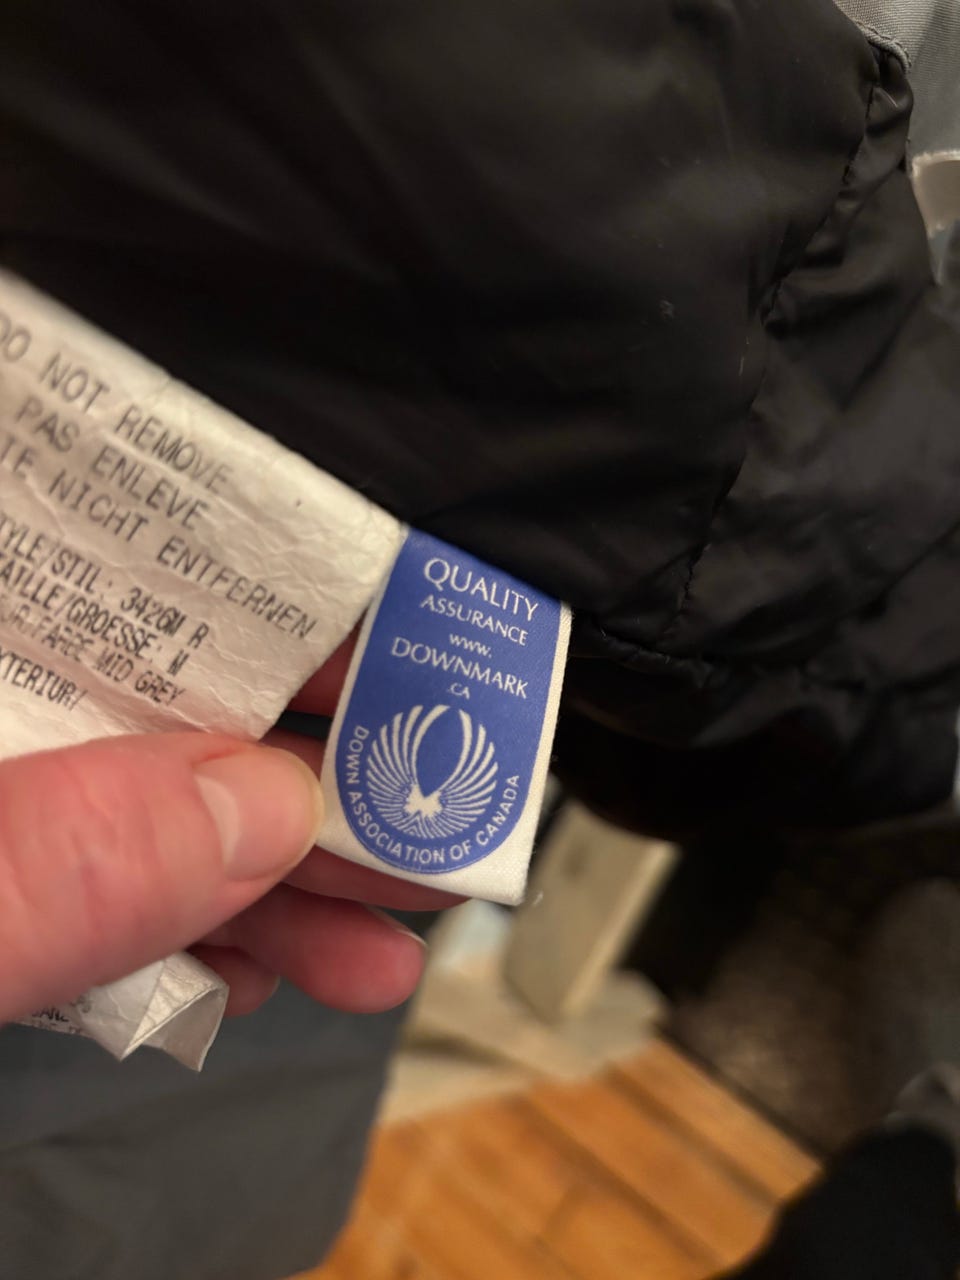 DO NOT REMOVE
PAS ENLEVE
NICHT ENTFERNEN
STYLE/STIL: 3426M R
TAILLE/GROESSE: M
MID GREY
EXTERIUR/
QUALITY
ASSURANCE
www.
DOWNMARK
.CA
DOWN ASSOCIATION OF CANADA